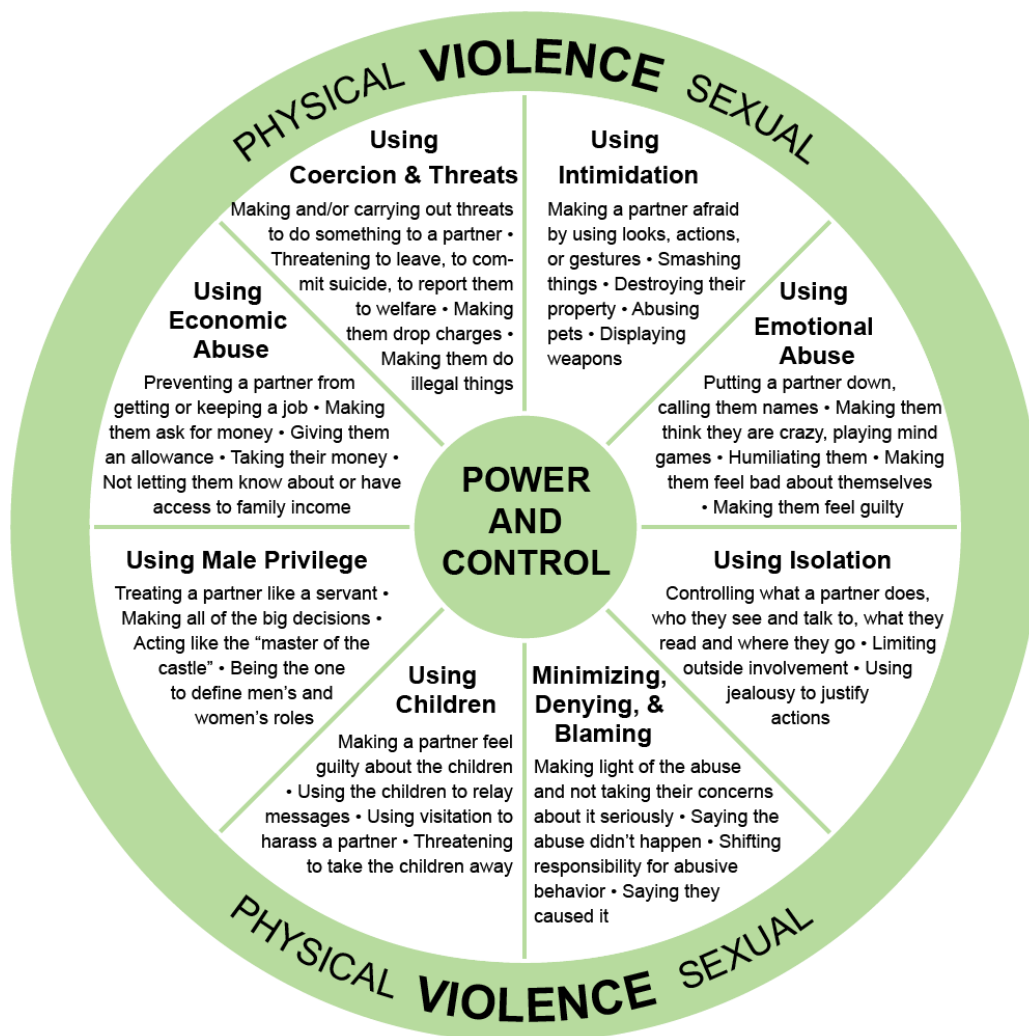 PHYSICAL VIOLENCE SEXUAL
Using
Coercion & Threats
Making and/or carrying out threats
to do something to a partner •
Threatening to leave, to com-
mit suicide, to report them
to welfare • Making
them drop charges •
Making them do
illegal things
Using
Intimidation
Making a partner afraid
by using looks, actions,
or gestures • Smashing
things • Destroying their
property • Abusing
pets • Displaying
weapons
Using
Economic
Abuse
Preventing a partner from
getting or keeping a job • Making
them ask for money • Giving them
an allowance • Taking their money •
Not letting them know about or have
access to family income
Using
Emotional
Abuse
Putting a partner down,
calling them names • Making them
think they are crazy, playing mind
games • Humiliating them • Making
them feel bad about themselves
• Making them feel guilty
POWER
AND
CONTROL
Using Male Privilege
Treating a partner like a servant •
Making all of the big decisions •
Acting like the “master of the
castle” • Being the one
to define men’s and
women’s roles
Using Isolation
Controlling what a partner does,
who they see and talk to, what they
read and where they go • Limiting
outside involvement • Using
jealousy to justify
actions
Using
Children
Making a partner feel
guilty about the children
• Using the children to relay
messages • Using visitation to
harass a partner • Threatening
to take the children away
Minimizing,
Denying, &
Blaming
Making light of the abuse
and not taking their concerns
about it seriously • Saying the
abuse didn’t happen • Shifting
responsibility for abusive
behavior • Saying they
caused it
PHYSICAL VIOLENCE SEXUAL